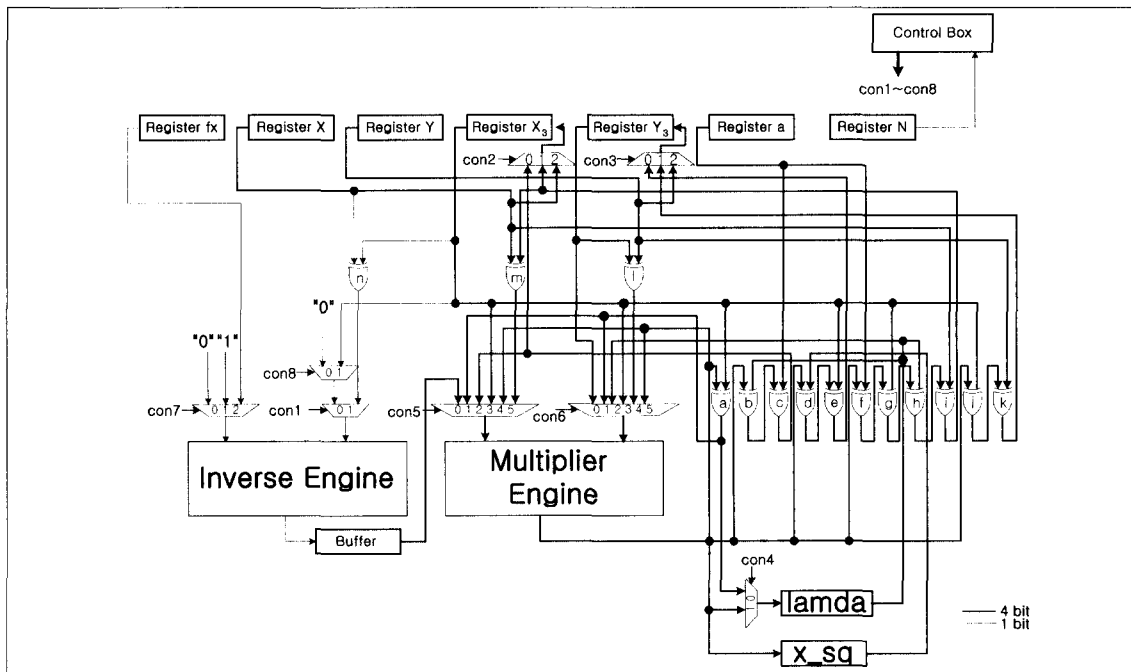 Control Box
con1~con8
Register fx
Register X
Register Y
Register X3
Register Y3
Register a
Register N
con2
0 1 2
con3
0 1 2
n
m
l
"0"
"0" "1"
con8
0 1
con7
0 1 2
con1
0 1
con5
0 1 2 3 4 5
con6
0 1 2 3 4 5
a
b
c
d
e
f
g
h
i
j
k
Inverse Engine
Multiplier
Engine
Buffer
con4
0
1
lamda
x_sq
4 bit
1 bit